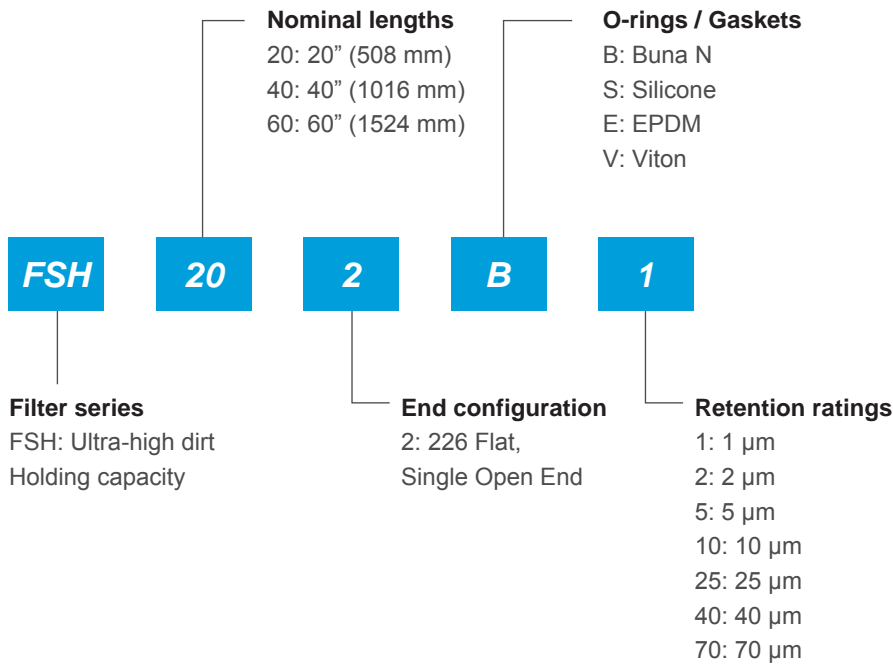 Nominal lengths
20: 20” (508 mm)
40: 40” (1016 mm)
60: 60” (1524 mm)
O-rings / Gaskets
B: Buna N
S: Silicone
E: EPDM
V: Viton
FSH
20
2
B
1
Filter series
FSH: Ultra-high dirt
Holding capacity
End configuration
2: 226 Flat,
Single Open End
Retention ratings
1: 1 μm
2: 2 μm
5: 5 μm
10: 10 μm
25: 25 μm
40: 40 μm
70: 70 μm